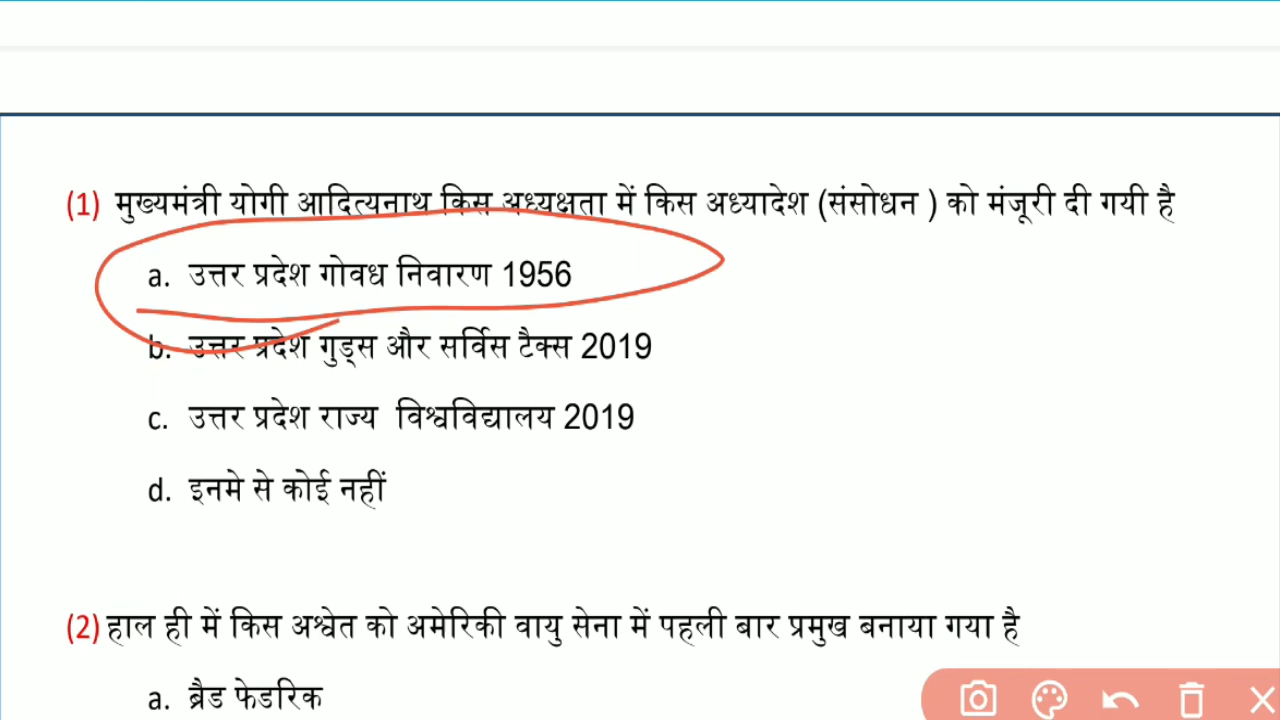 (1) मुख्यमंत्री योगी आदित्यनाथ किस अध्यक्षता में किस अध्यादेश (संसोधन ) को मंजूरी दी गयी है
a. उत्तर प्रदेश गोवध निवारण 1956
b. उत्तर प्रदेश गुड्स और सर्विस टैक्स 2019
c. उत्तर प्रदेश राज्य विश्वविद्यालय 2019
d. इनमे से कोई नहीं
(2) हाल ही में किस अश्वेत को अमेरिकी वायु सेना में पहली बार प्रमुख बनाया गया है
a. ब्रैड फेडरिक